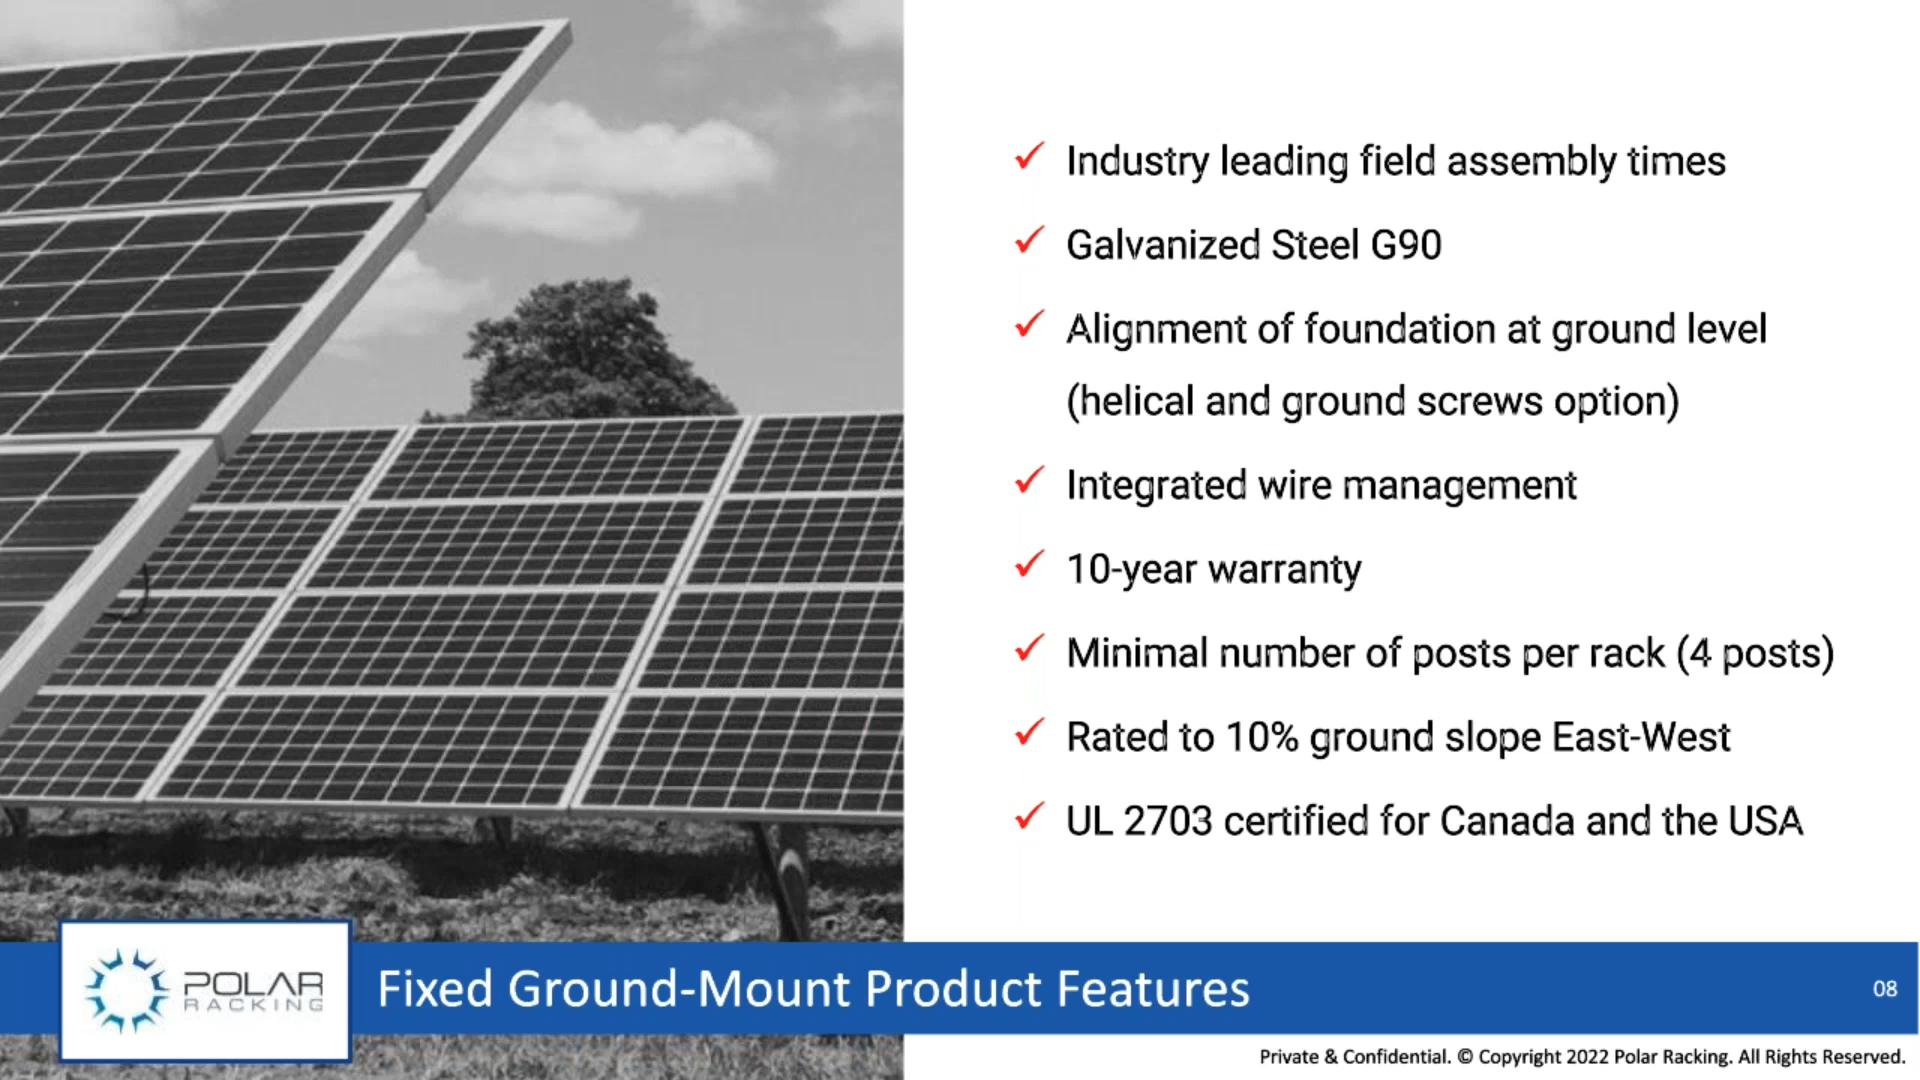 Industry leading field assembly times
Galvanized Steel G90
Alignment of foundation at ground level
(helical and ground screws option)
Integrated wire management
10-year warranty
Minimal number of posts per rack (4 posts)
Rated to 10% ground slope East-West
UL 2703 certified for Canada and the USA
POLAR
RACKING
Fixed Ground-Mount Product Features
08
Private & Confidential. © Copyright 2022 Polar Racking. All Rights Reserved.